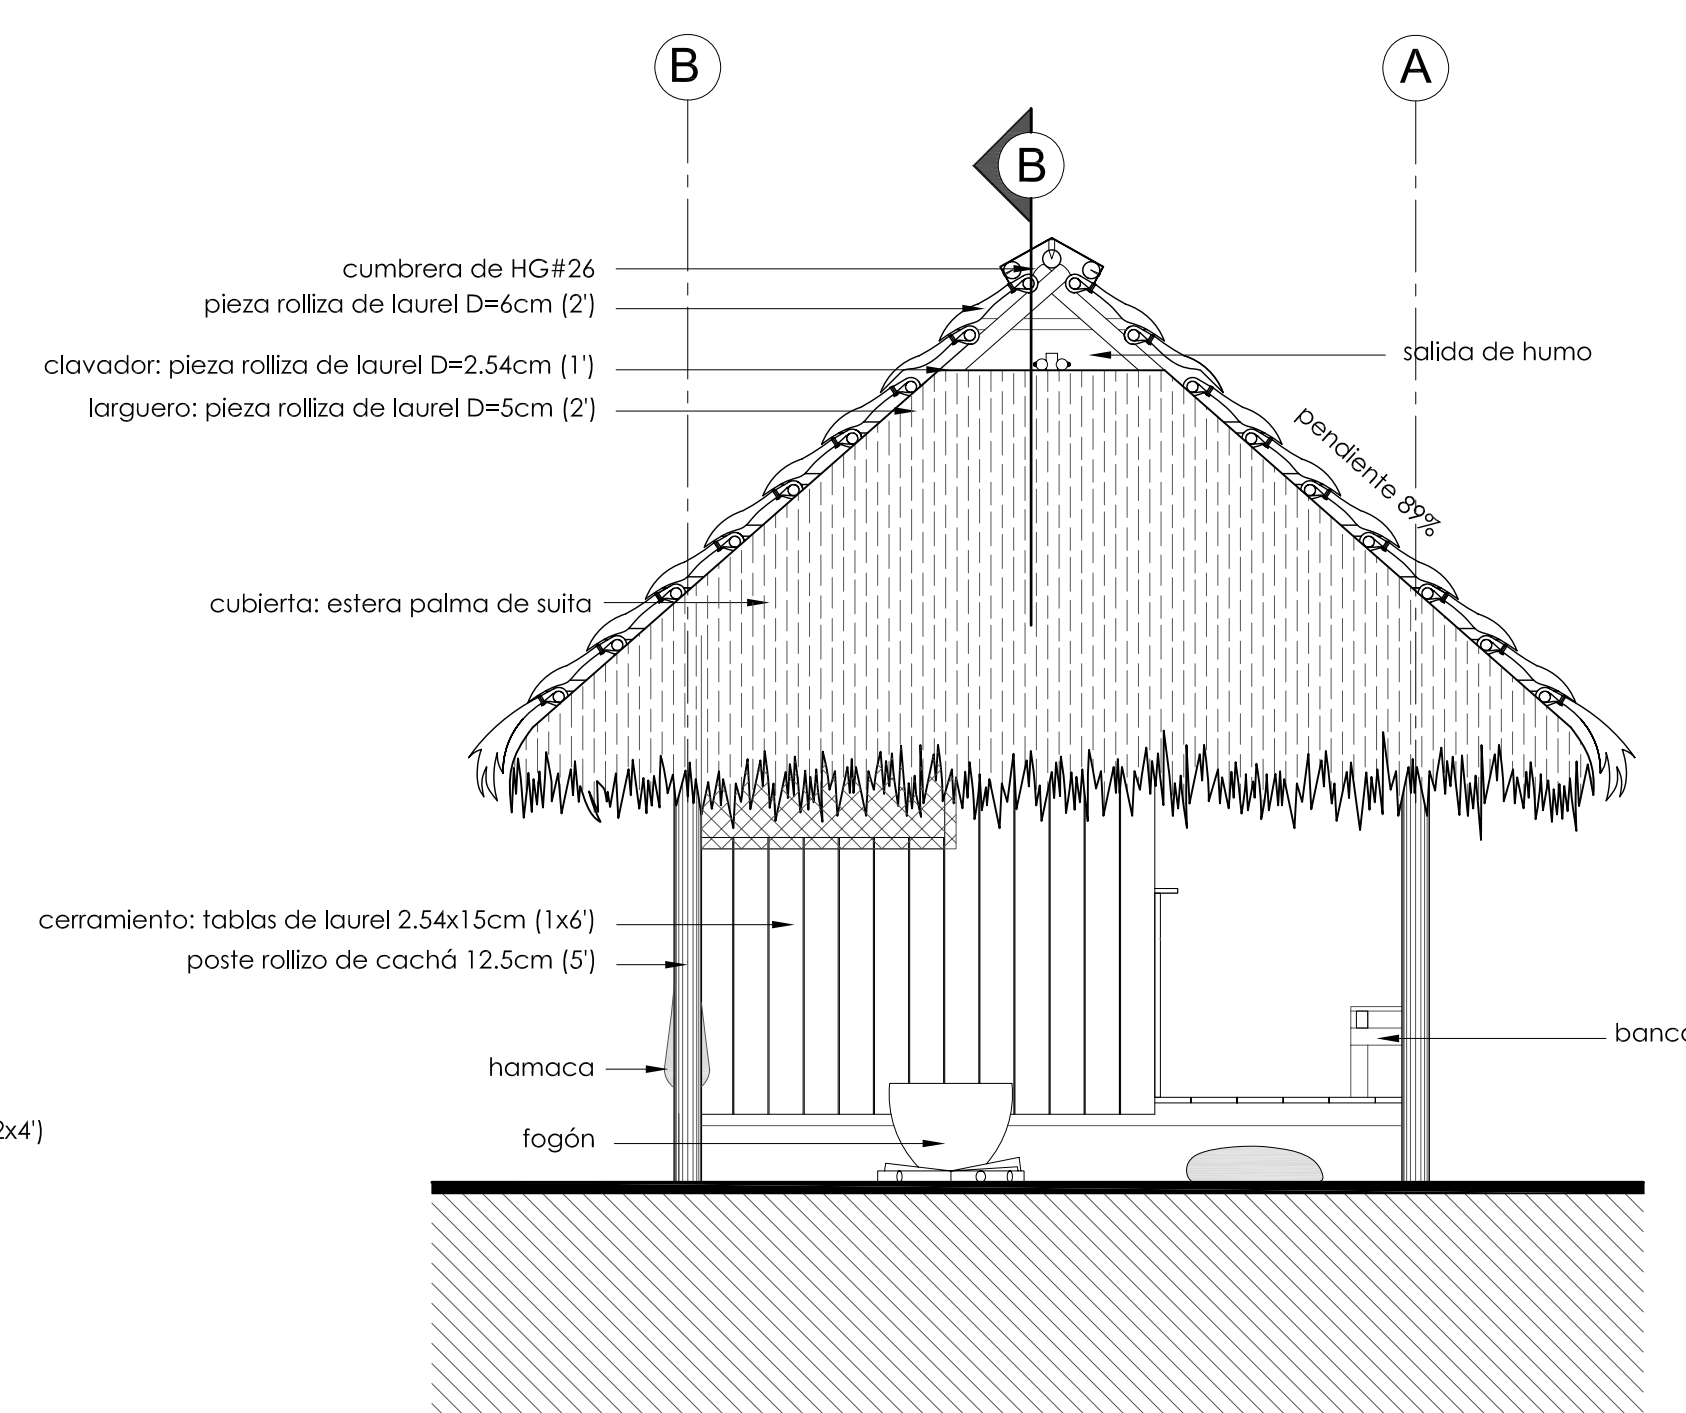 B
A
B
cumbrera de HG#26
pieza rolliza de laurel D=6cm (2')
clavador: pieza rolliza de laurel D=2.54cm (1')
salida de humo
larguero: pieza rolliza de laurel D=5cm (2')
pendiente 89%
cubierta: estera palma de suita
cerramiento: tablas de laurel 2.54x15cm (1x6')
poste rollizo de cachá 12.5cm (5')
banca
hamaca
2x4')
fogón